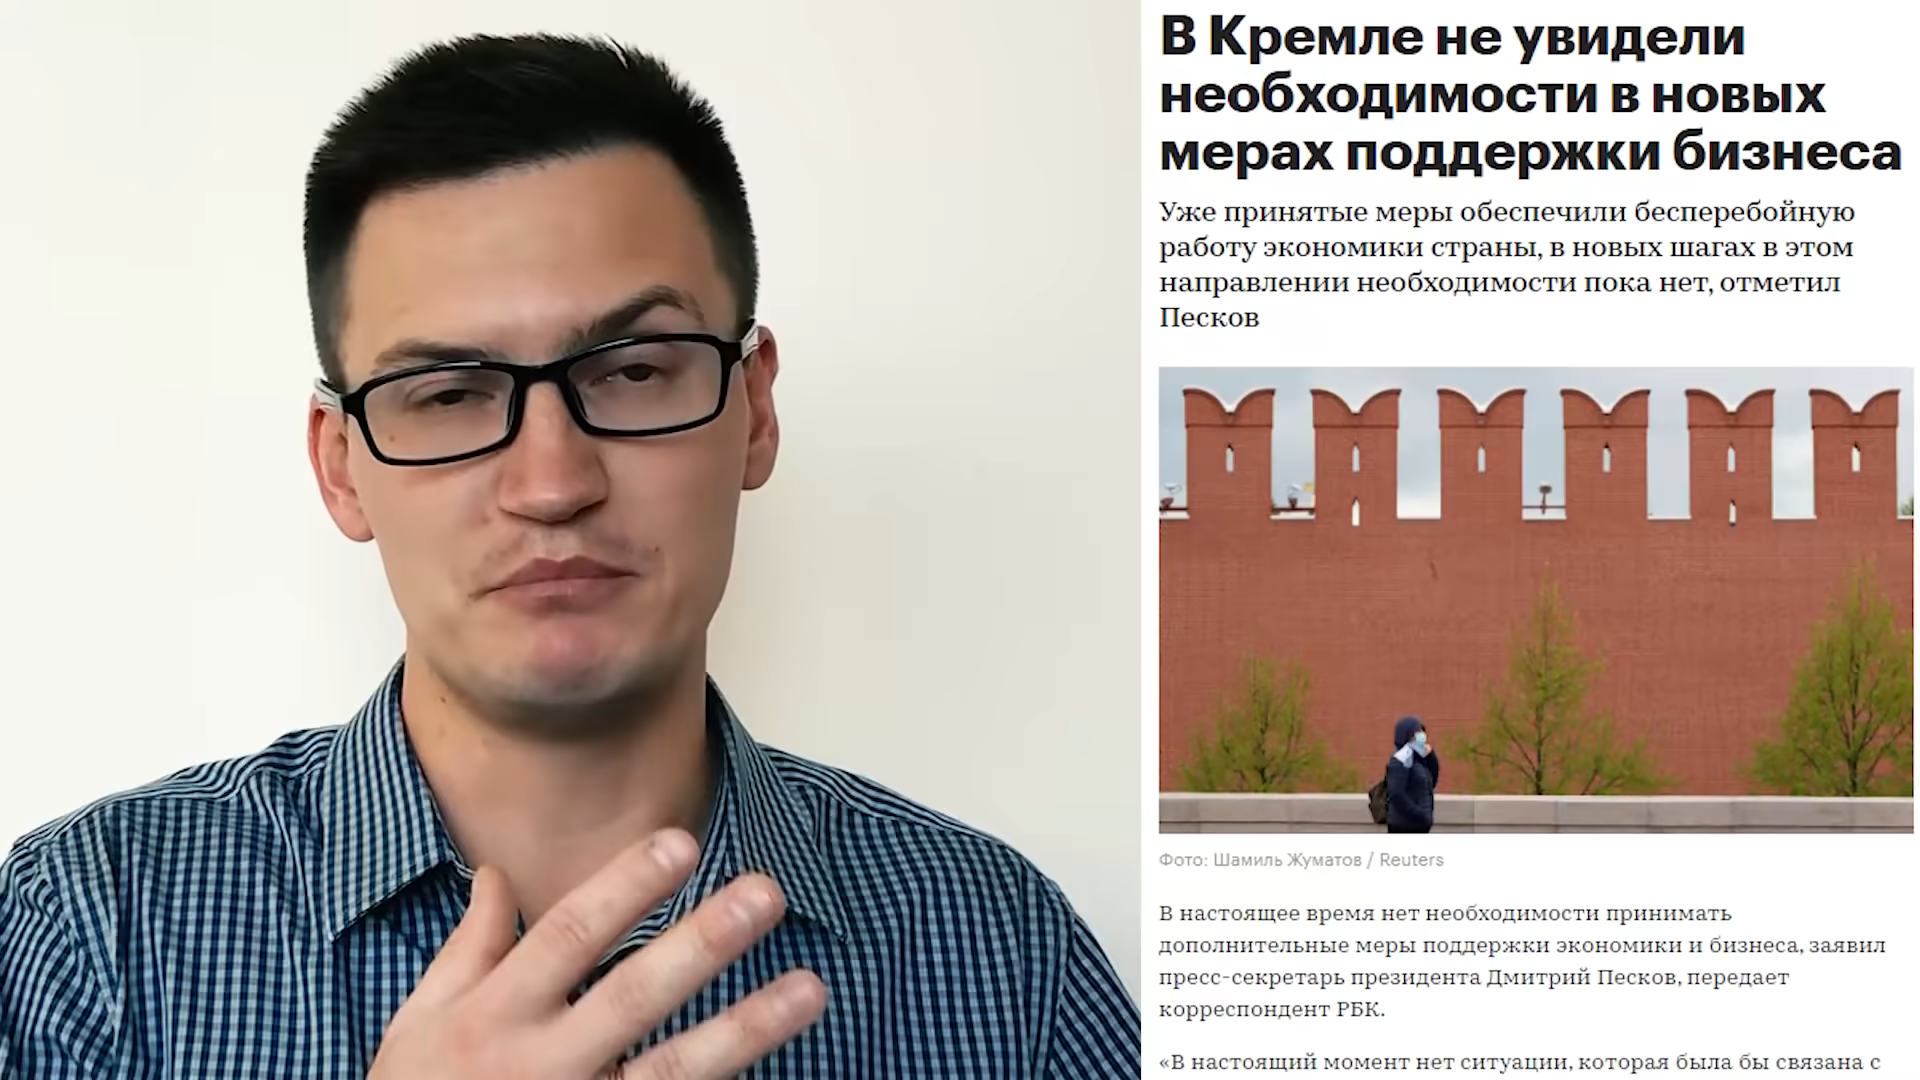 В Кремле не увидели
необходимости в новых
мерах поддержки бизнеса
Уже принятые меры обеспечили бесперебойную
работу экономики страны, в новых шагах в этом
направлении необходимости пока нет, отметил
Песков
Фото: Шамиль Жуматов / Reuters
В настоящее время нет необходимости принимать
дополнительные меры поддержки экономики и бизнеса, заявил
пресс-секретарь президента Дмитрий Песков, передает
корреспондент РБК.
«В настоящий момент нет ситуации, которая была бы связана с